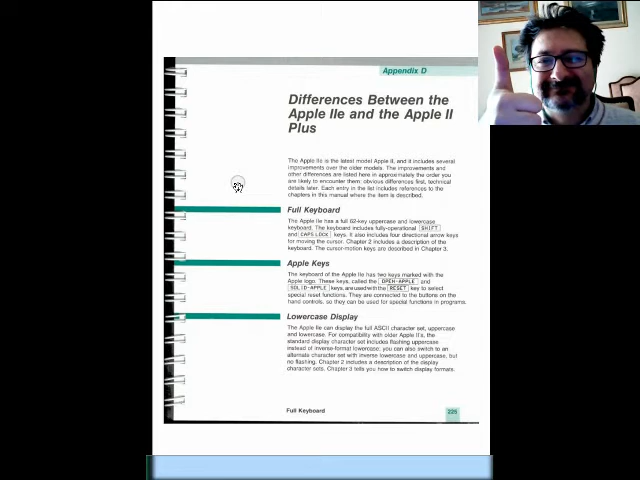 Appendix D
Differences Between the
Apple IIe and the Apple II
Plus
The Apple IIe is the latest model Apple II, and it includes several
improvements over the older models. The improvements and
other differences are listed here in approximately the order you
are likely to encounter them: obvious differences first, technical
details later. Each entry in the list includes references to the
chapters in this manual where the item is described.
Full Keyboard
The Apple IIe has a full 62-key uppercase and lowercase
keyboard. The keyboard includes fully-operational SHIFT
and CAPS LOCK keys. It also includes four directional arrow keys
for moving the cursor. Chapter 2 includes a description of the
keyboard. The cursor-motion keys are described in Chapter 3.
Apple Keys
The keyboard of the Apple IIe has two keys marked with the
Apple logo. These keys, called the OPEN-APPLE and
SOLID-APPLE keys, are used with the RESET key to select
special reset functions. They are connected to the buttons on the
hand controls, so they can be used for special functions in programs.
Lowercase Display
The Apple IIe can display the full ASCII character set, uppercase
and lowercase. For compatibility with older Apple II's, the
standard display character set includes flashing uppercase
instead of inverse-format lowercase; you can also switch to an
alternate character set with inverse lowercase and uppercase, but
no flashing. Chapter 2 includes a description of the display
character sets. Chapter 3 tells you how to switch display formats.
Full Keyboard
225